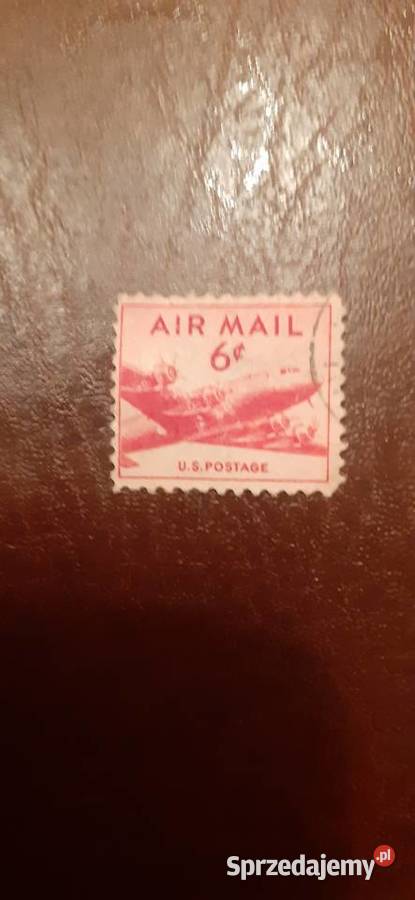 AIR MAIL
6¢
U.S. POSTAGE
Sprzedajemy.pl